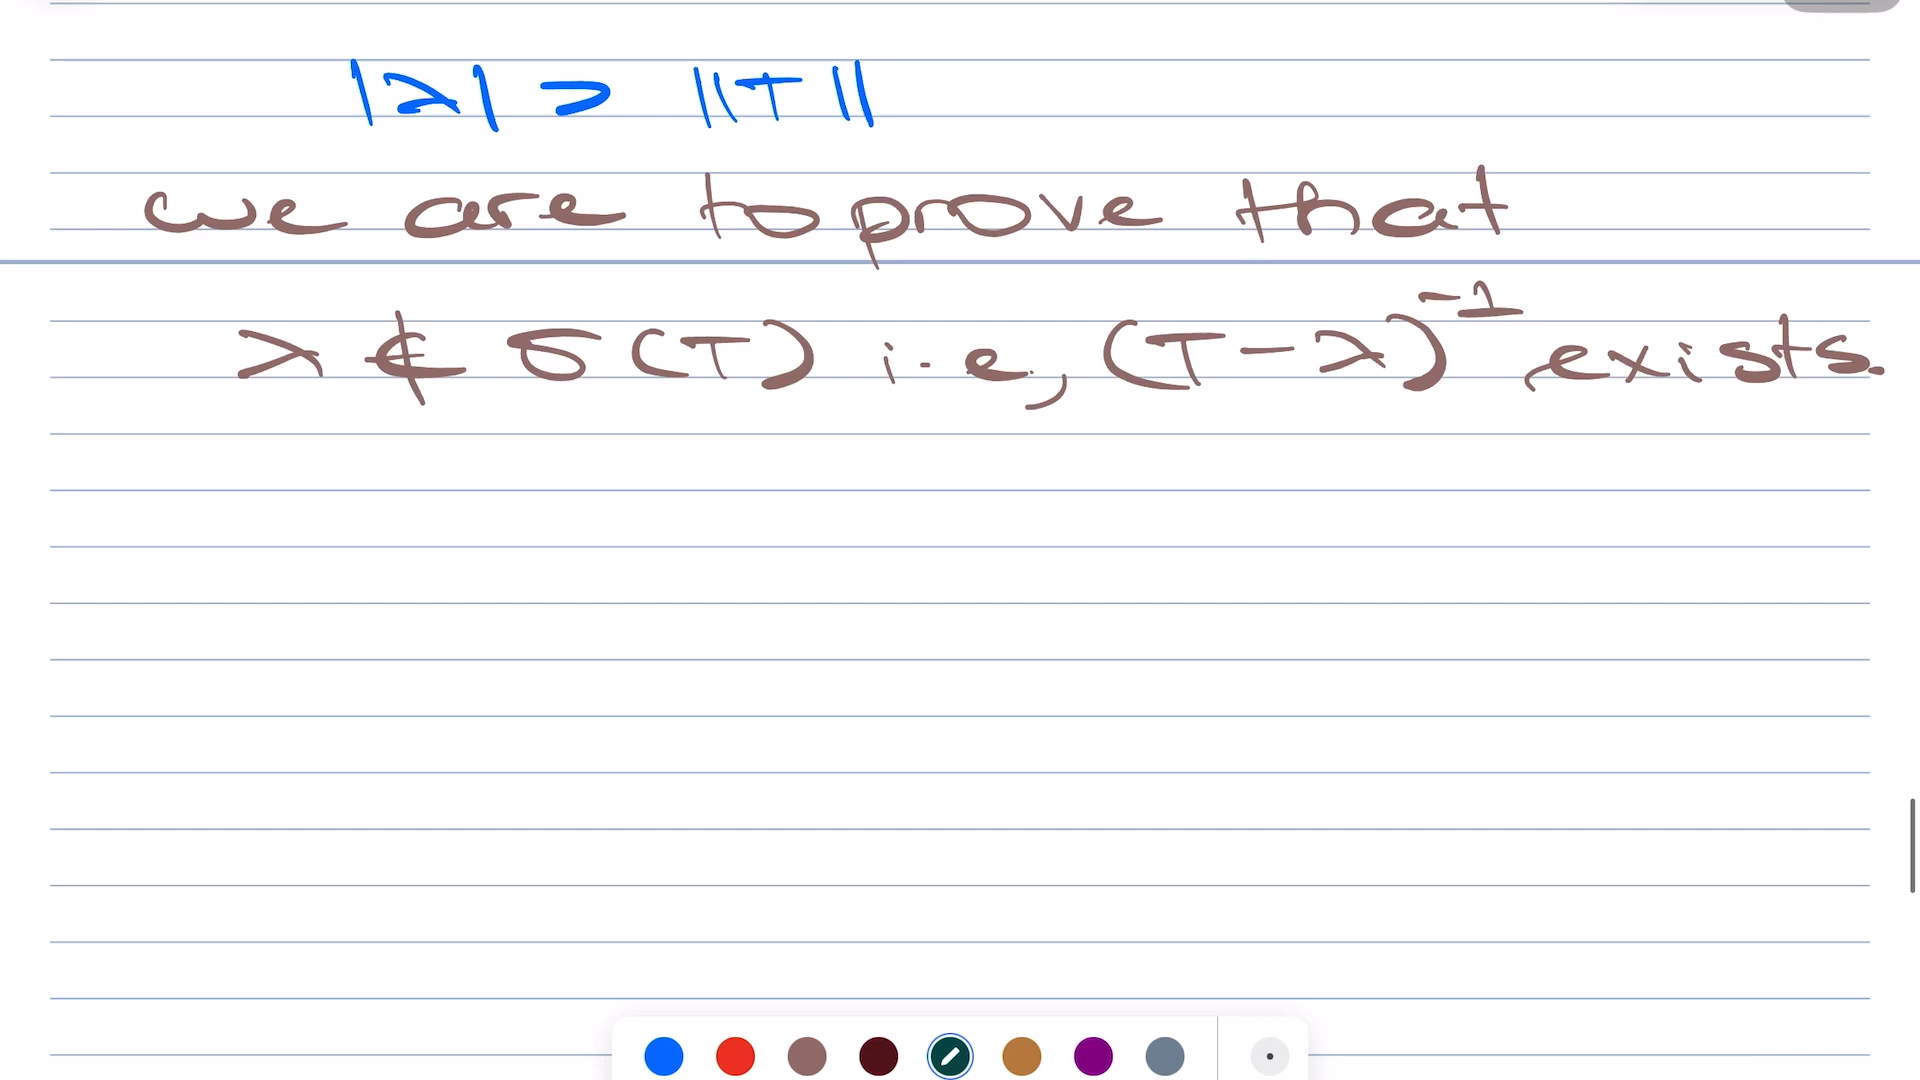 |λ| > ||T||
we are to prove that
λ ∉ σ(T) i.e, (T-λ)⁻¹ exists.